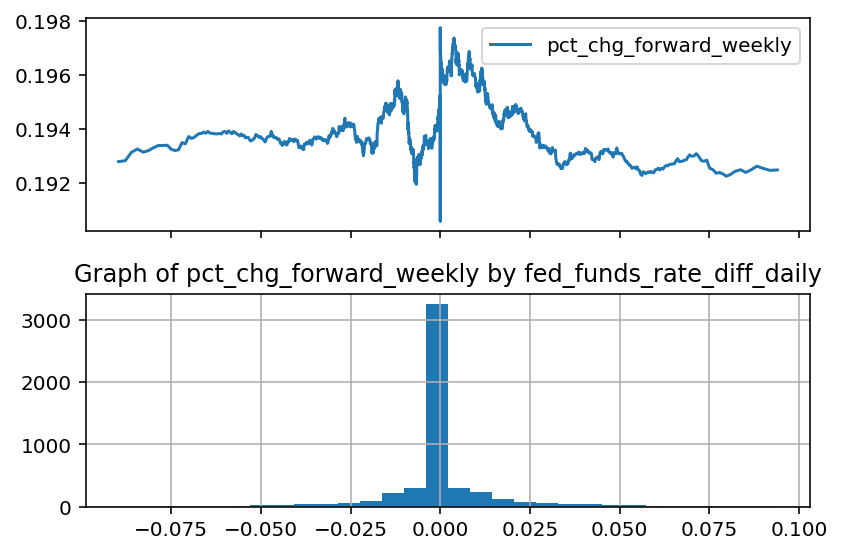 0.198
pct_chg_forward_weekly
0.196
0.194
0.192
Graph of pct_chg_forward_weekly by fed_funds_rate_diff_daily
3000
2000
1000
0
−0.075 −0.050 −0.025 0.000 0.025 0.050 0.075 0.100